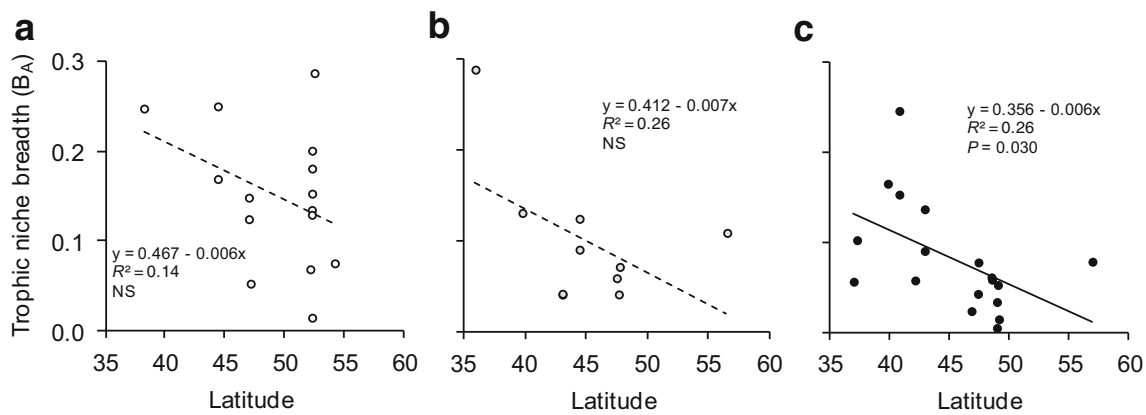 a
b
c
Trophic niche breadth (BA)
0.3
0.2
0.1
0.0
y = 0.467 - 0.006x
R² = 0.14
NS
35 40 45 50 55 60
Latitude
y = 0.412 - 0.007x
R² = 0.26
NS
35 40 45 50 55 60
Latitude
y = 0.356 - 0.006x
R² = 0.26
P = 0.030
35 40 45 50 55 60
Latitude